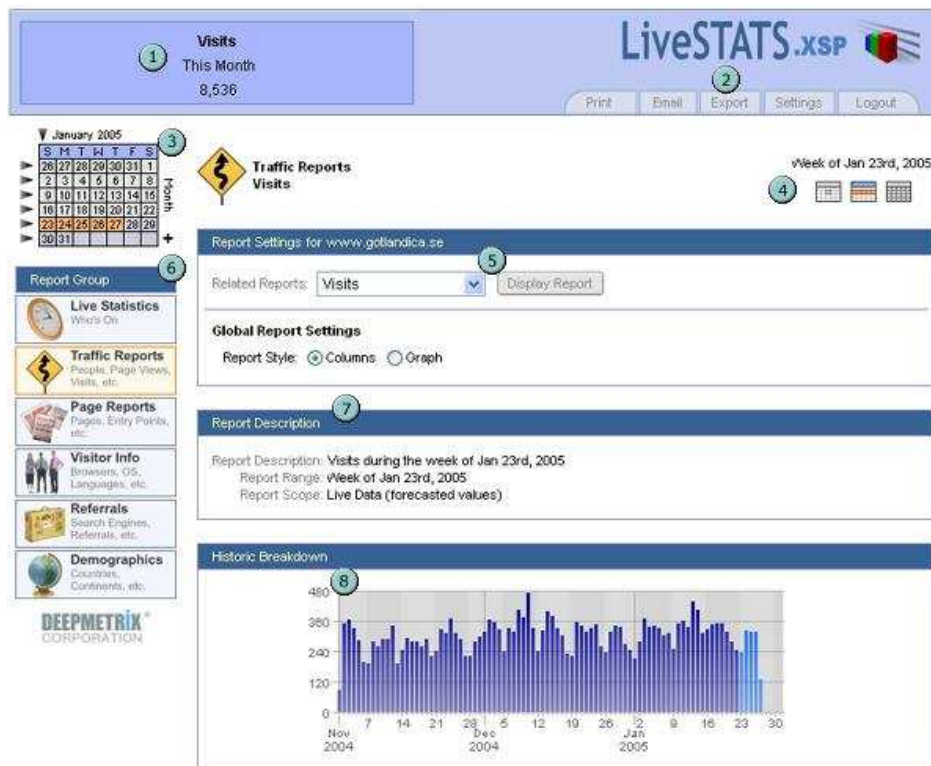 Visits
This Month
8,536
1
LiveSTATS.XSP
2
Print Email Export Settings Logout
January 2005
3
S M T W T F S
26 27 28 29 30 31 1
2 3 4 5 6 7 8
9 10 11 12 13 14 15
16 17 18 19 20 21 22
23 24 25 26 27 28 29
30 31
Month
+
Traffic Reports
Visits
Week of Jan 23rd, 2005
4
Report Settings for www.gotlandica.se
5
Related Reports: Visits Display Report
Global Report Settings
Report Style: Columns Graph
6
Report Group
Live Statistics
Who's On
Traffic Reports
People, Page Views,
Visits, etc.
Page Reports
Pages, Entry Points,
etc.
Visitor Info
Browsers, OS,
Languages, etc.
Referrals
Search Engines,
Referrals, etc.
Demographics
Countries,
Continents, etc.
DEEPMETRIX
CORPORATION
7
Report Description
Report Description: Visits during the week of Jan 23rd, 2005
Report Range: Week of Jan 23rd, 2005
Report Scope: Live Data (forecasted values)
Historic Breakdown
8
480
360
240
120
0
7 14 21 28 5 12 19 26 2 9 16 23 30
Nov Dec Jan
2004 2004 2005